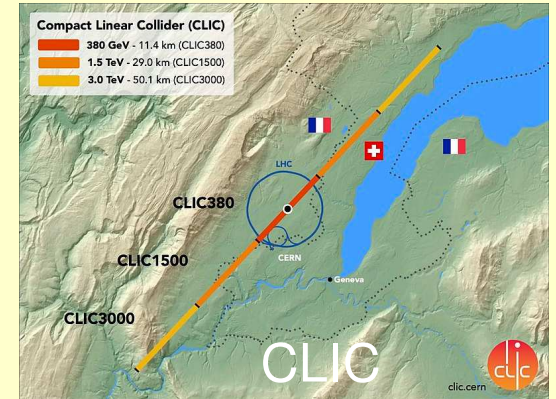 Compact Linear Collider (CLIC)
380 GeV - 11.4 km (CLIC380)
1.5 TeV - 29.0 km (CLIC1500)
3.0 TeV - 50.1 km (CLIC3000)
LHC
CLIC380
CERN
CLIC1500
Geneva
CLIC3000
CLIC
clic
clic.cern